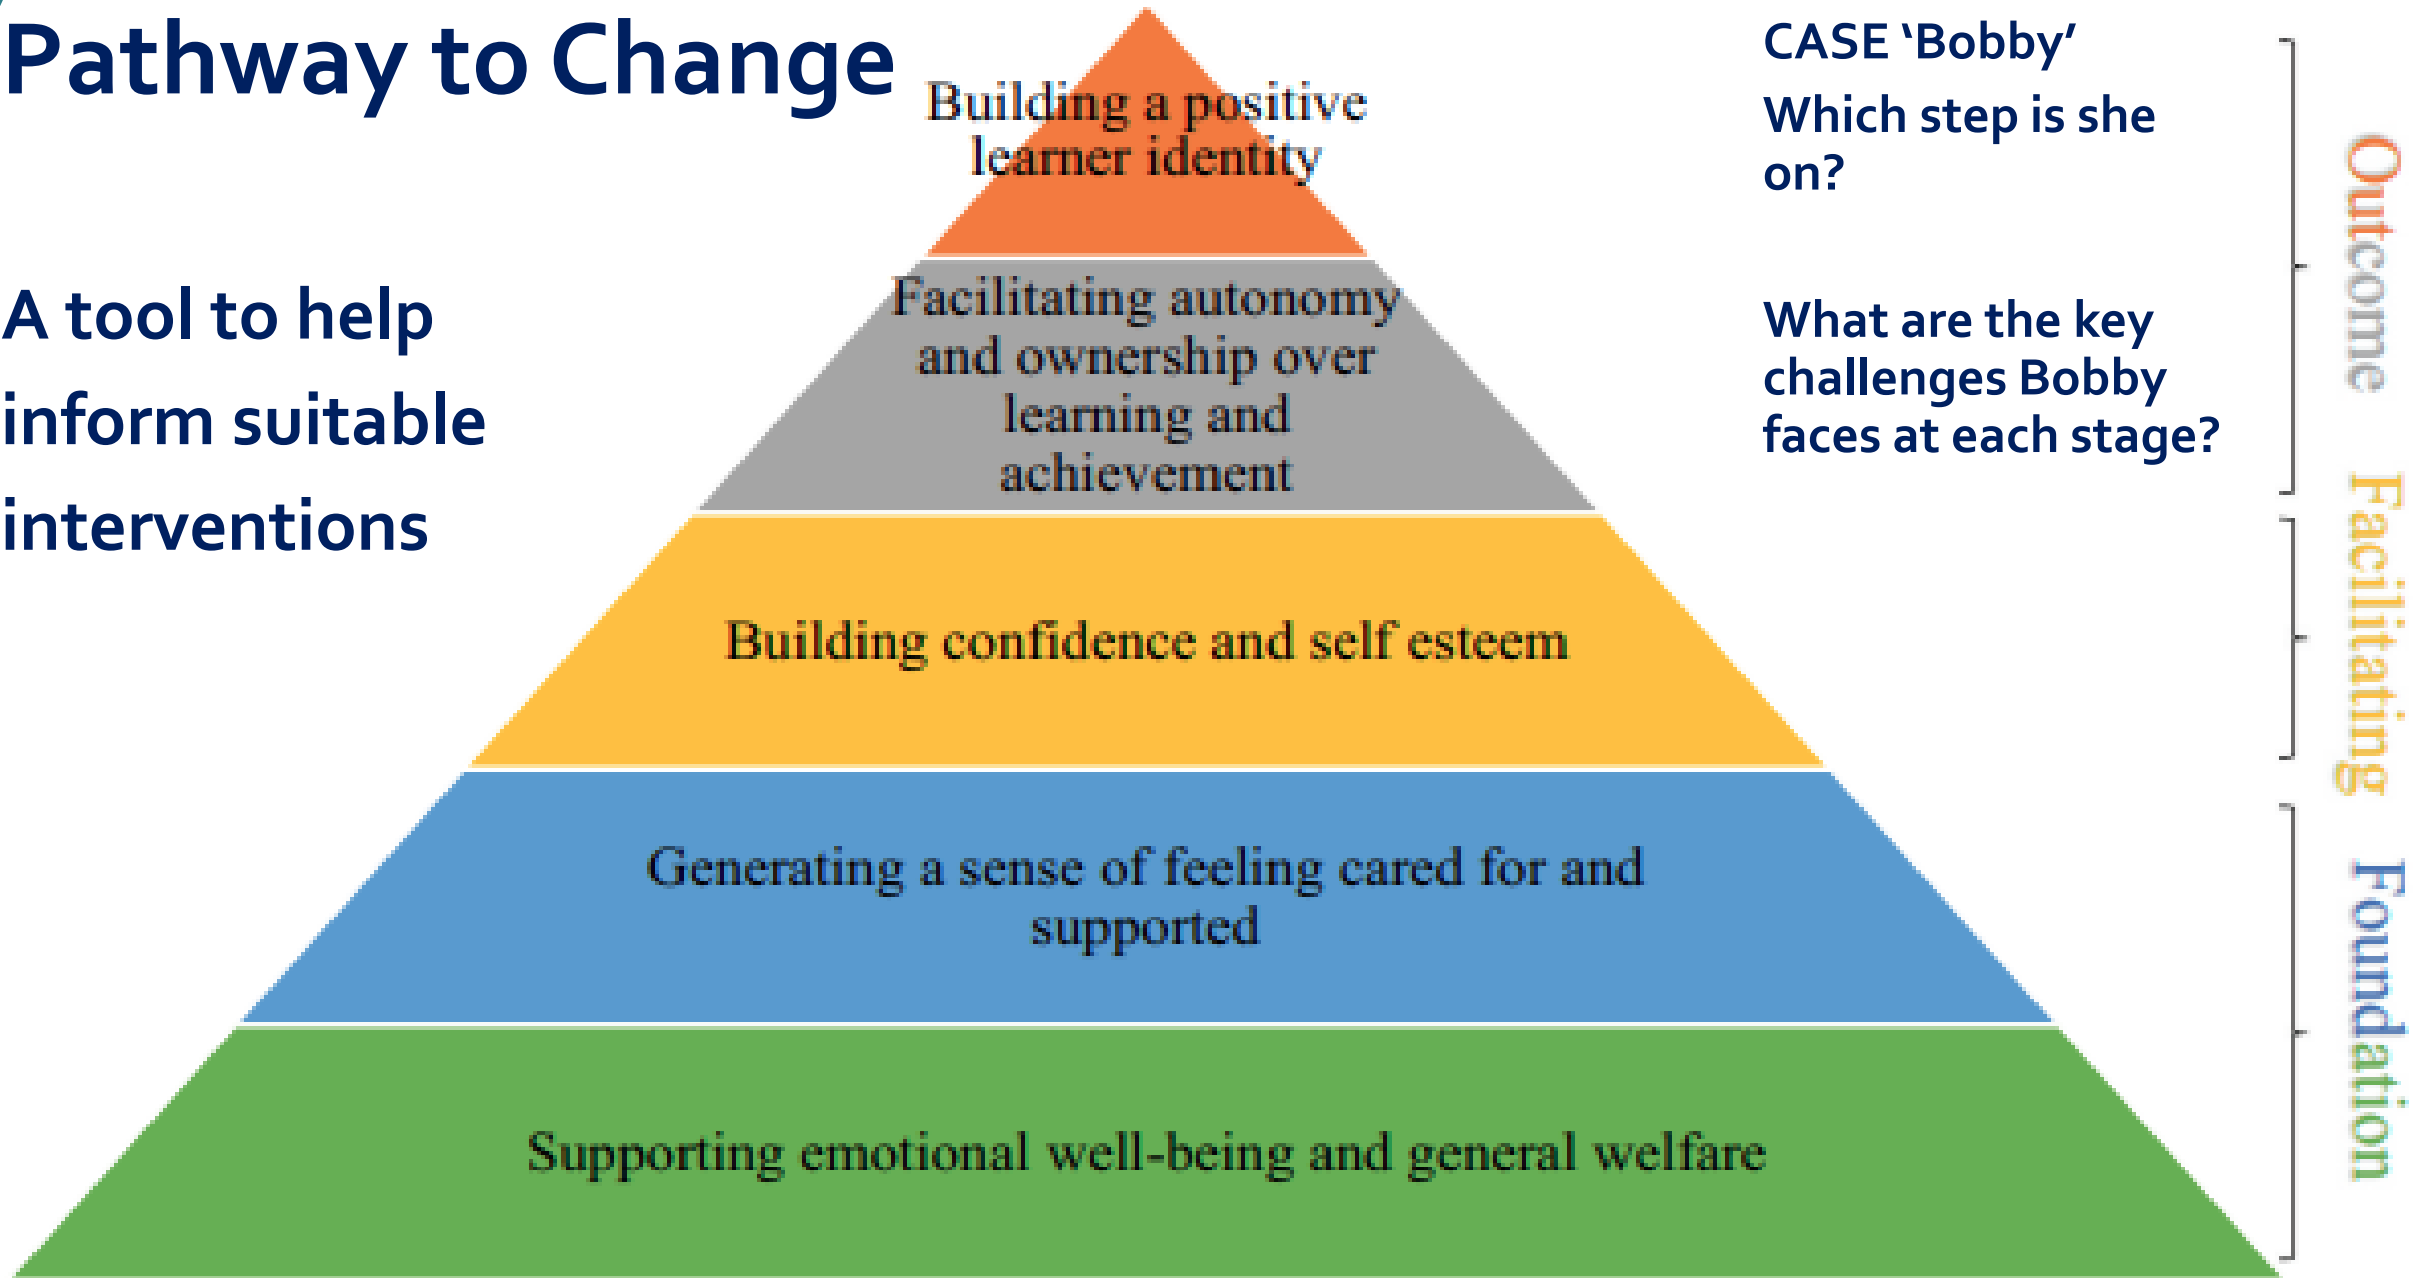 Pathway to Change
A tool to help
inform suitable
interventions
Building a positive
learner identity
Facilitating autonomy
and ownership over
learning and
achievement
Building confidence and self esteem
Generating a sense of feeling cared for and
supported
Supporting emotional well-being and general welfare
CASE ‘Bobby’
Which step is she
on?
What are the key
challenges Bobby
faces at each stage?
Outcome
Facilitating
Foundation